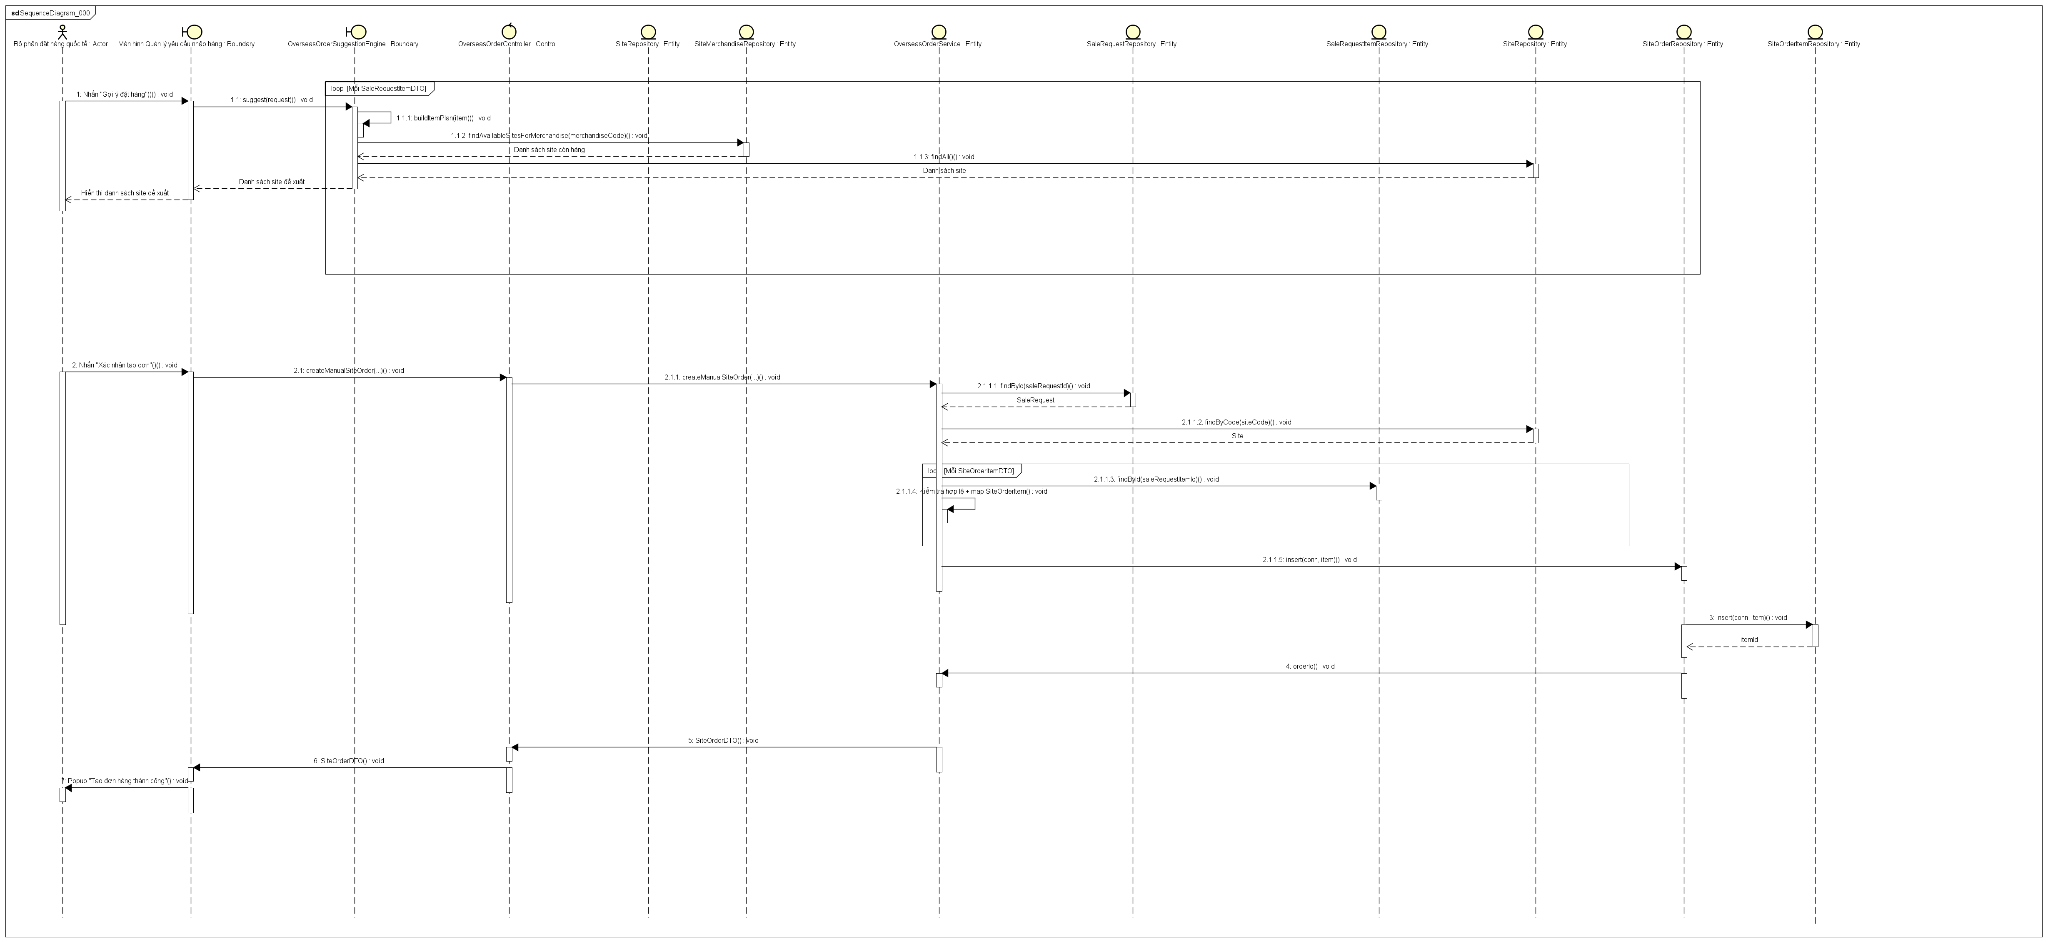 sd SequenceDiagram_000
Bộ phận đặt hàng quốc tế : Actor
Màn hình Quản lý yêu cầu nhập hàng : Boundary
OverseasOrderSuggestionEngine : Boundary
OverseasOrderController : Control
SiteRepository : Entity
SiteMerchandiseRepository : Entity
OverseasOrderService : Entity
SaleRequestRepository : Entity
SaleRequestItemRepository : Entity
SiteRepository : Entity
SiteOrderRepository : Entity
SiteOrderItemRepository : Entity
loop [Mỗi SaleRequestItemDTO]
1: Nhấn "Gợi ý đặt hàng"()() : void
1.1: suggest(request)() : void
1.1.1: buildItemPlan(item)() : void
1.1.2: findAvailableSitesForMerchandise(merchandiseCode)() : void
Danh sách site còn hàng
1.1.3: findAll()() : void
Danh sách site
Danh sách site đề xuất
Hiển thị danh sách site đề xuất
2: Nhấn "Xác nhận tạo đơn"()() : void
2.1: createManualSiteOrder(...)() : void
2.1.1: createManualSiteOrder(...)() : void
2.1.1.1: findById(saleRequestId)() : void
SaleRequest
2.1.1.2: findByCode(siteCode)() : void
Site
loop [Mỗi SiteOrderItemDTO]
2.1.1.3: findById(saleRequestItemId)() : void
2.1.1.4: kiểm tra hợp lệ + map SiteOrderItem() : void
2.1.1.5: insert(conn, item)() : void
3: insert(conn, item)() : void
itemId
4: orderId() : void
5: SiteOrderDTO() : void
6: SiteOrderDTO() : void
Popup "Tạo đơn hàng thành công"() : void